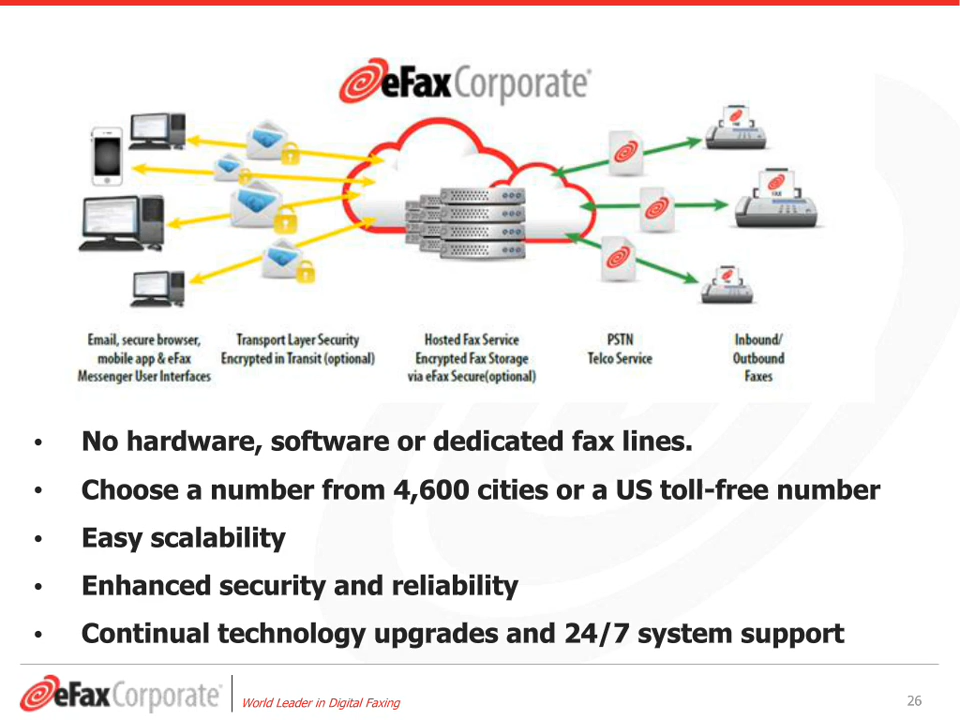 eFax Corporate®
FAX
Email, secure browser,
mobile app & eFax
Messenger User Interfaces
Transport Layer Security
Encrypted in Transit (optional)
Hosted Fax Service
Encrypted Fax Storage
via eFax Secure(optional)
PSTN
Telco Service
Inbound/
Outbound
Faxes
• No hardware, software or dedicated fax lines.
• Choose a number from 4,600 cities or a US toll-free number
• Easy scalability
• Enhanced security and reliability
• Continual technology upgrades and 24/7 system support
eFax Corporate®
World Leader in Digital Faxing
26